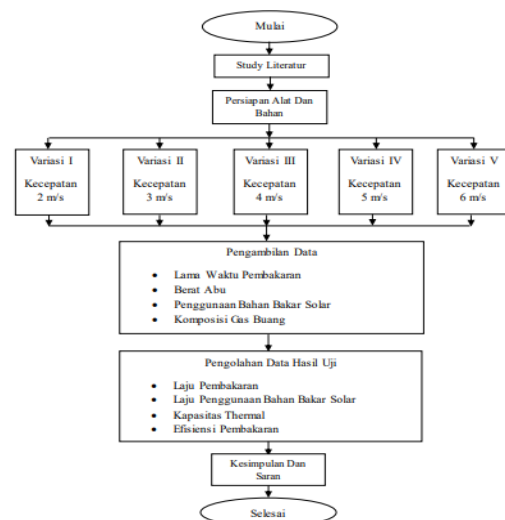 Mulai
Study Literatur
Persiapan Alat Dan
Bahan
Variasi I
Kecepatan
2 m/s
Variasi II
Kecepatan
3 m/s
Variasi III
Kecepatan
4 m/s
Variasi IV
Kecepatan
5 m/s
Variasi V
Kecepatan
6 m/s
Pengambilan Data
• Lama Waktu Pembakaran
• Berat Abu
• Penggunaan Bahan Bakar Solar
• Komposisi Gas Buang
Pengolahan Data Hasil Uji
• Laju Pembakaran
• Laju Penggunaan Bahan Bakar Solar
• Kapasitas Thermal
• Efisiensi Pembakaran
Kesimpulan Dan
Saran
Selesai